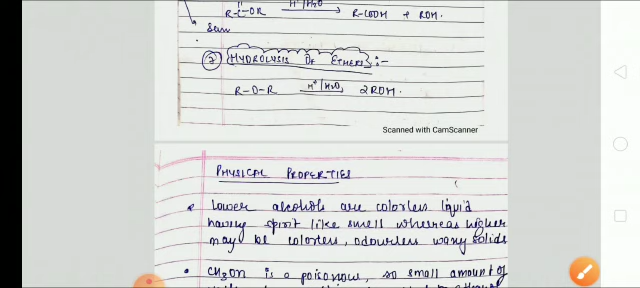 O
R-C-OR H⁺/H₂O → R-COOH + ROH.
② {HYDROLYSIS OF ETHERS} :-
R-O-R H⁺/H₂O, 2ROH.
Scanned with CamScanner
PHYSICAL PROPERTIES
• Lower alcohols are colorless liquid
having spirit like smell whereas higher
may be colorless, odourless waxy solids
• CH3OH is a poisonous, so small amount of